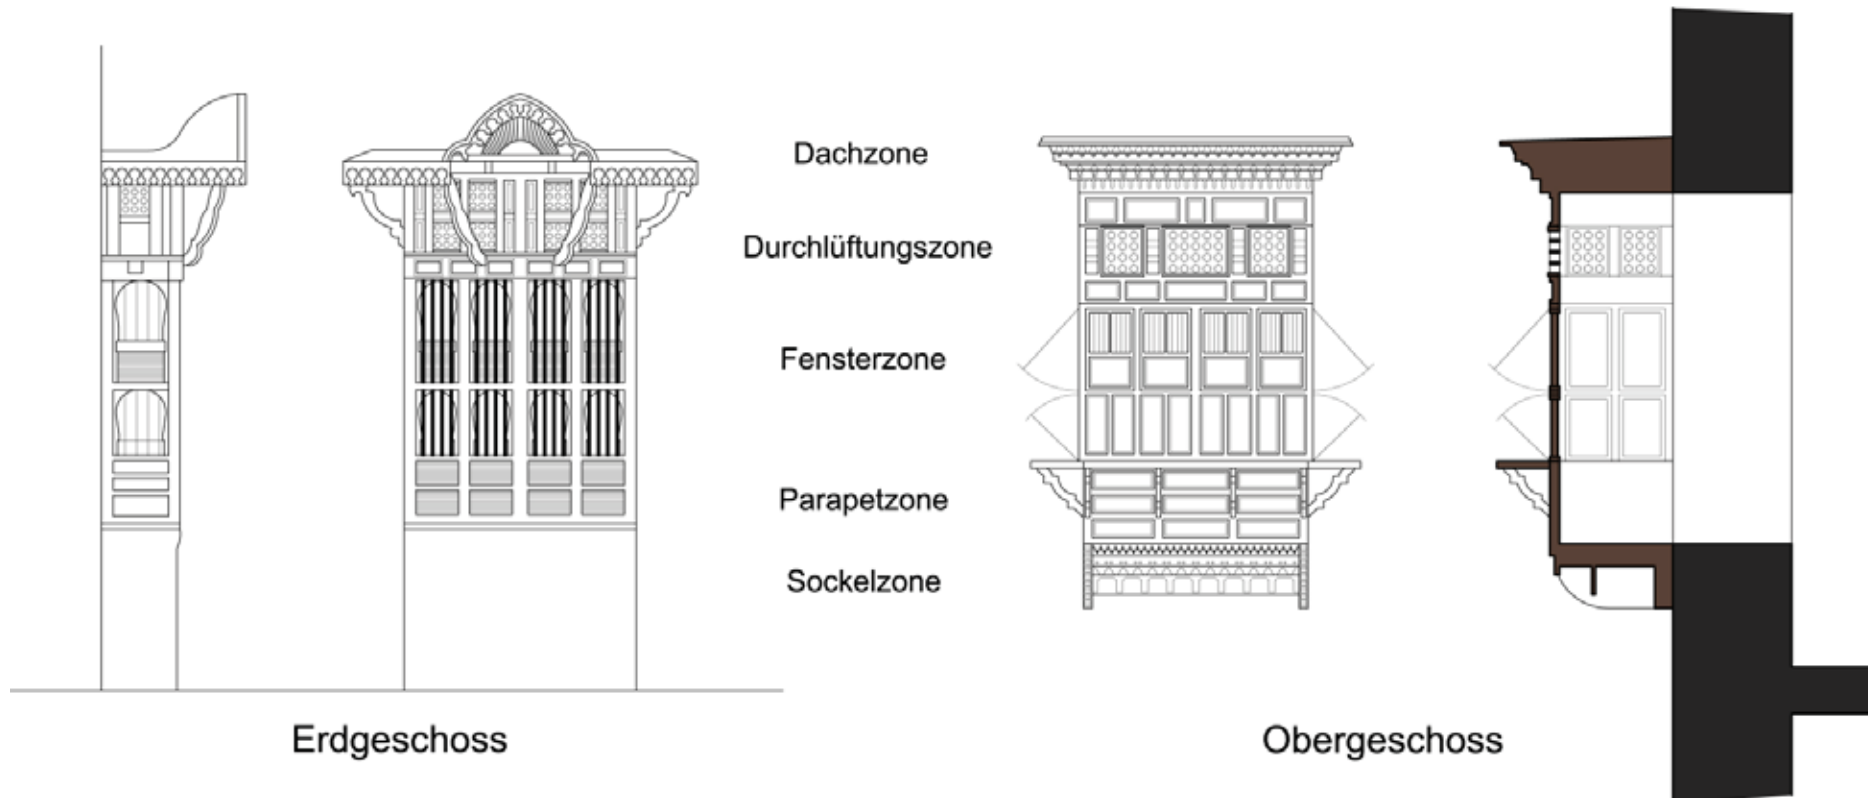 Dachzone
Durchlüftungszone
Fensterzone
Parapetzone
Sockelzone
Erdgeschoss
Obergeschoss